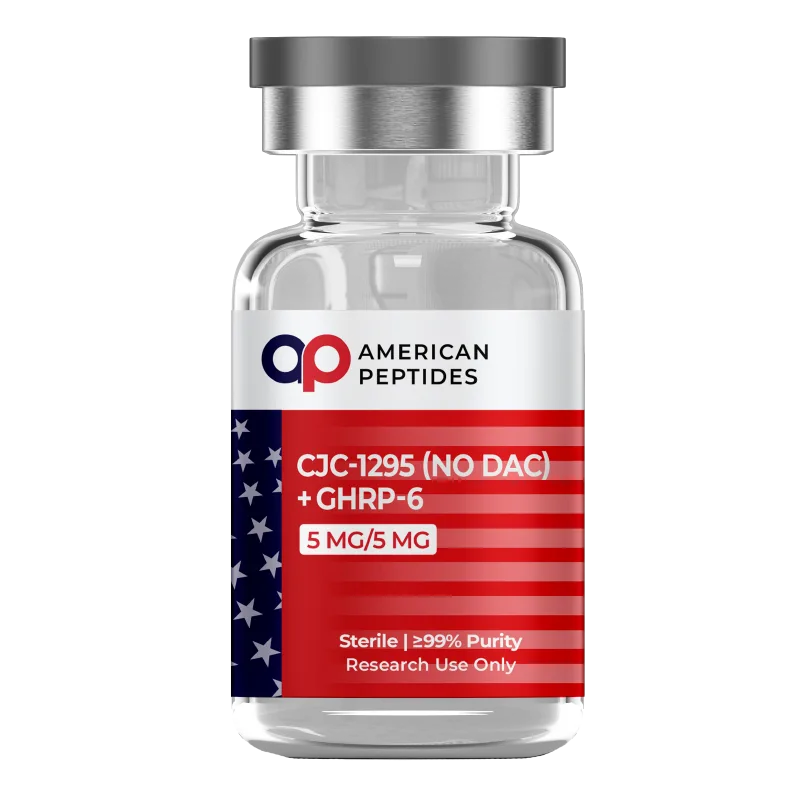 ap AMERICAN
PEPTIDES
CJC-1295 (NO DAC)
+ GHRP-6
5 MG/5 MG
Sterile | ≥99% Purity
Research Use Only